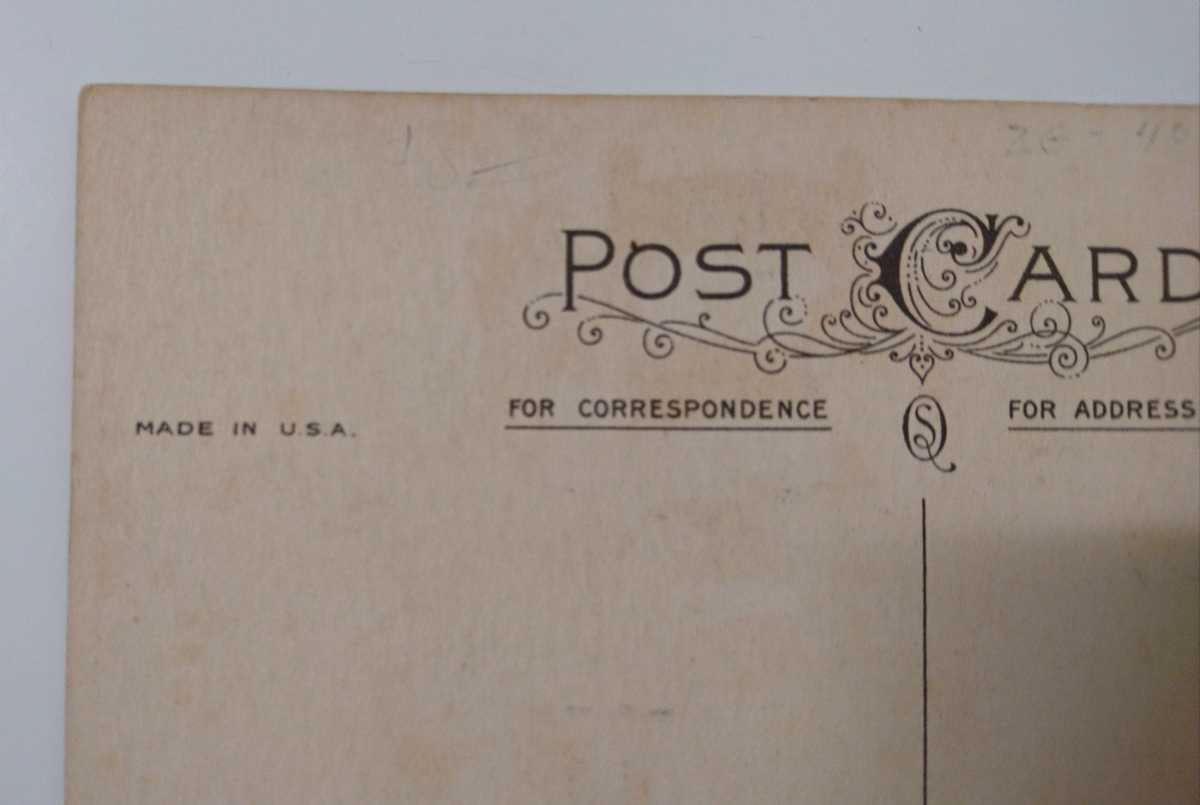 POST CARD
FOR CORRESPONDENCE
FOR ADDRESS
MADE IN U.S.A.